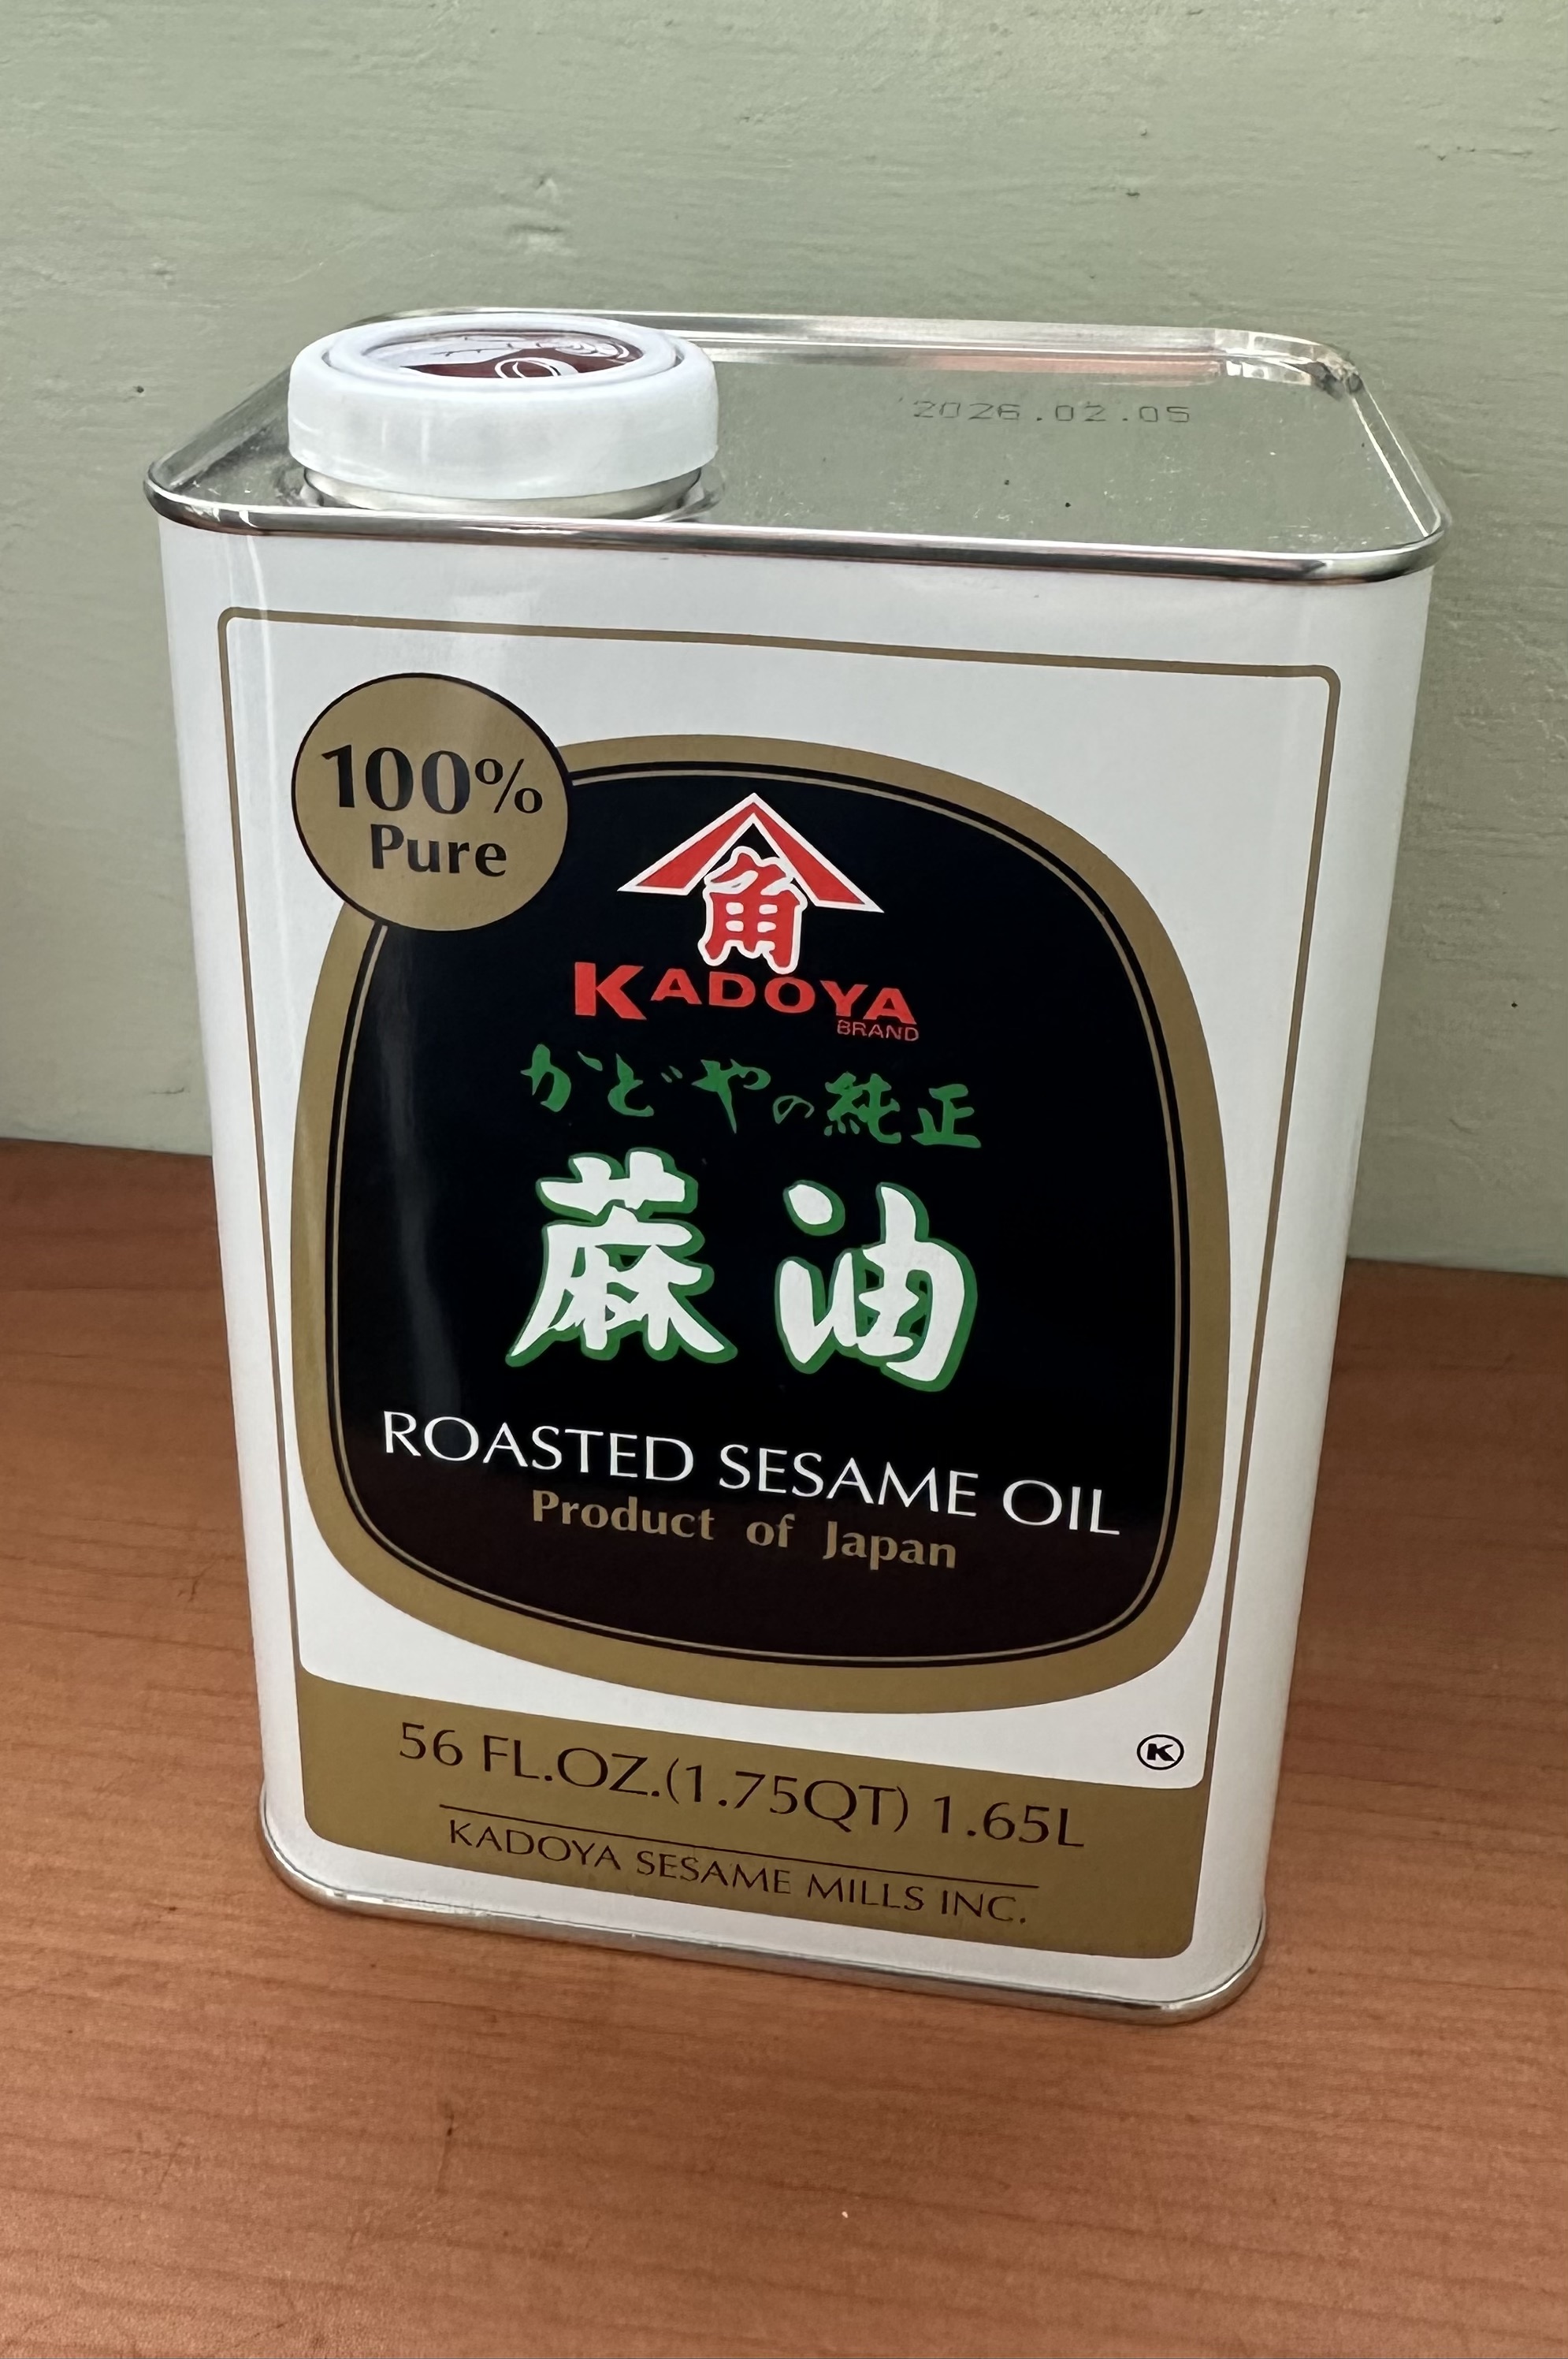 2026.02.05
100%
Pure
角
KADOYA
BRAND
かどやの純正
蔴油
ROASTED SESAME OIL
Product of Japan
K
56 FL.OZ.(1.75QT) 1.65L
KADOYA SESAME MILLS INC.